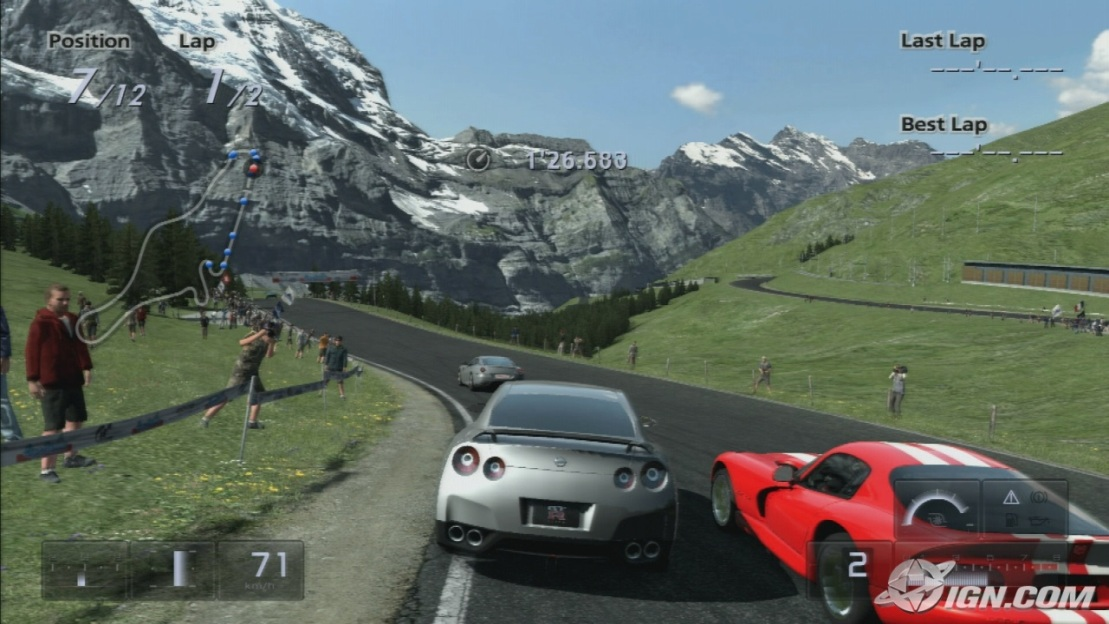 Position Lap
7/12 1/2
Last Lap
---'--.---
Best Lap
---'--.---
1'26.683
71
km/h
2
IGN.COM